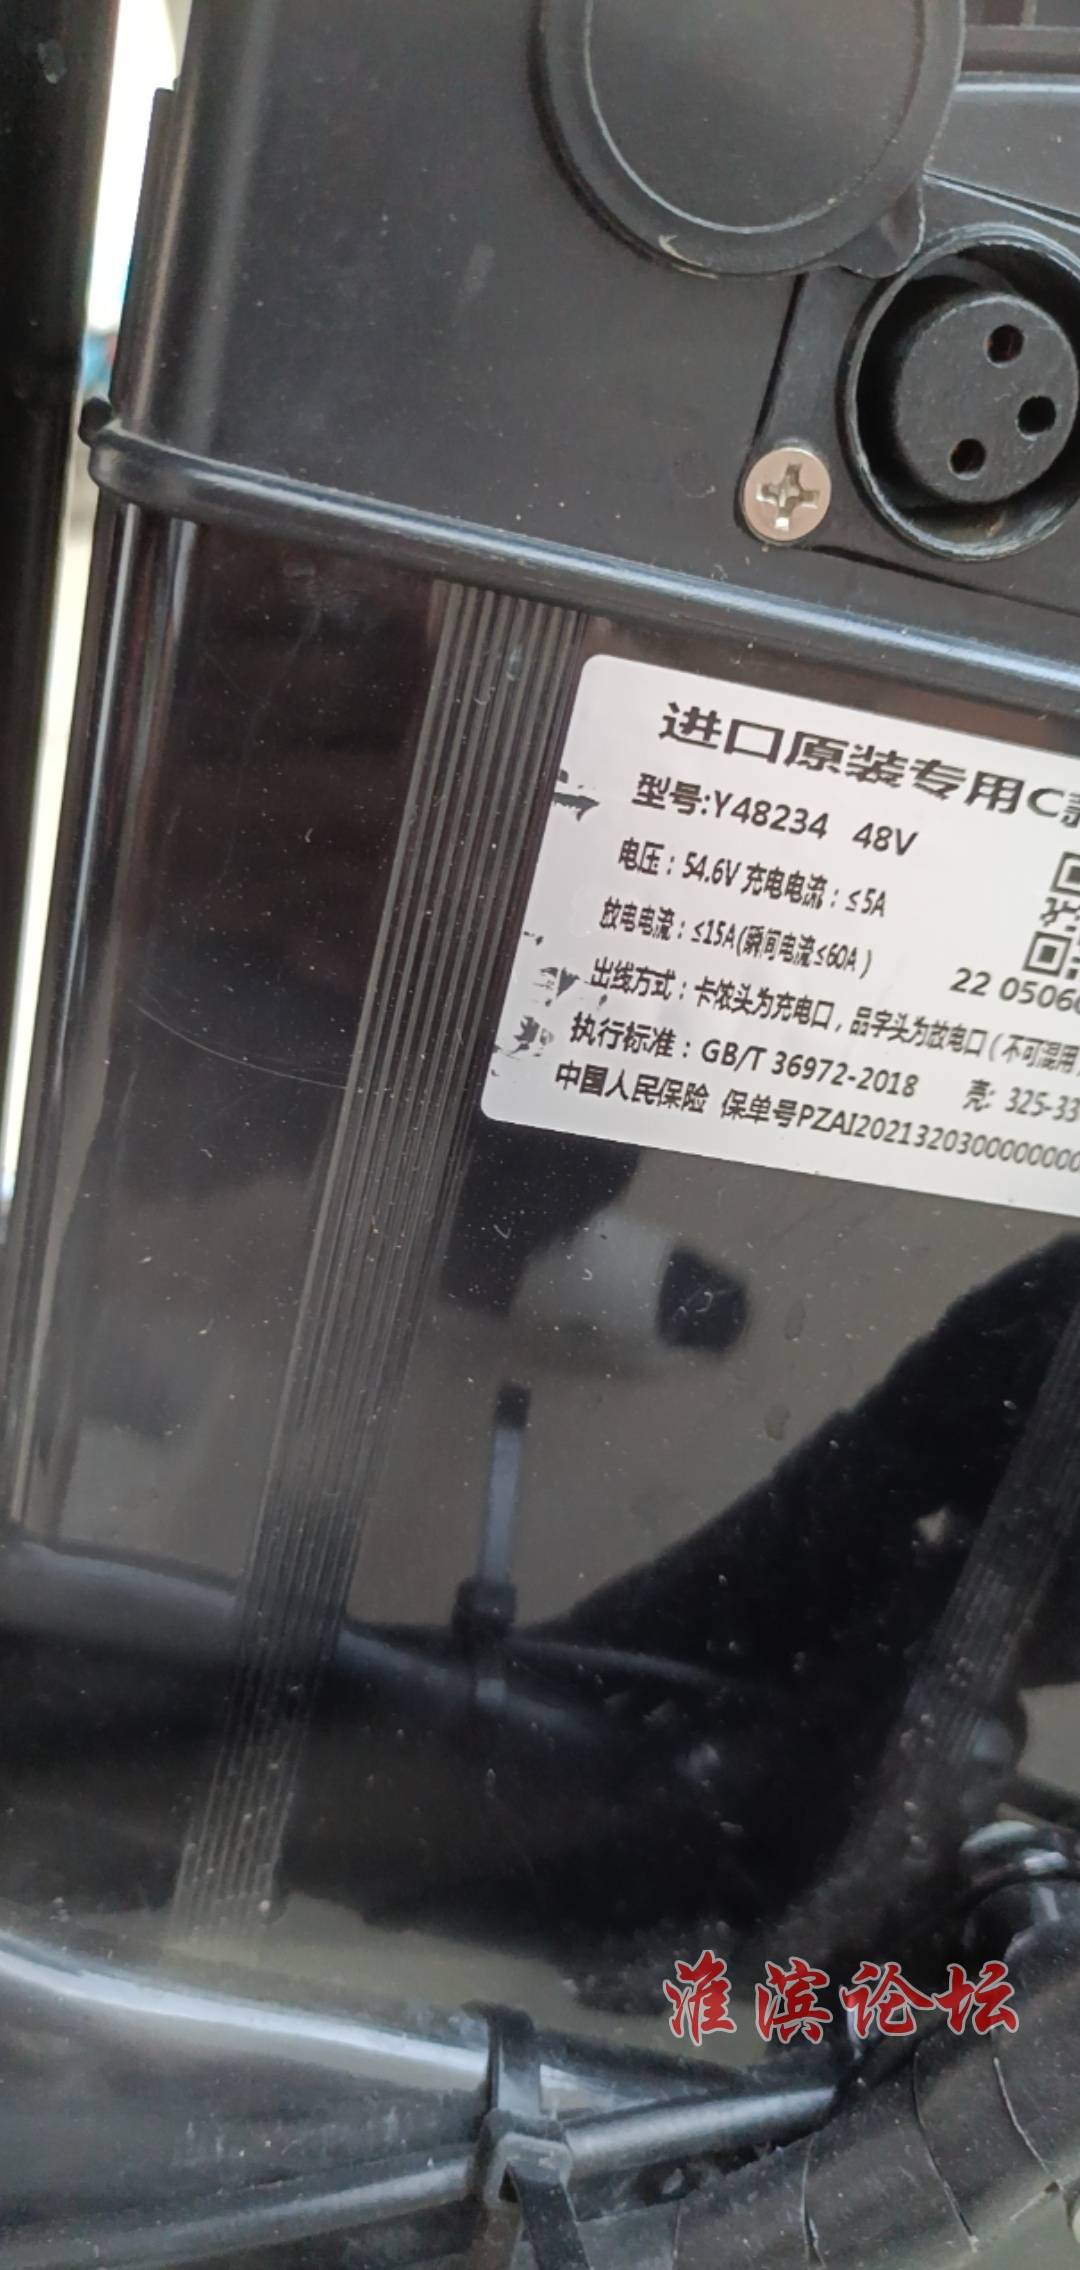 进口原装专用C款
型号:Y48234 48V
电压：54.6V 充电电流：≤5A
放电电流：≤15A(瞬间电流≤60A）
22 0506
出线方式：卡侬头为充电口，品字头为放电口（不可混用
执行标准：GB/T 36972-2018 亮: 325-33
中国人民保险 保单号PZAI2021320300000000
淮滨论坛